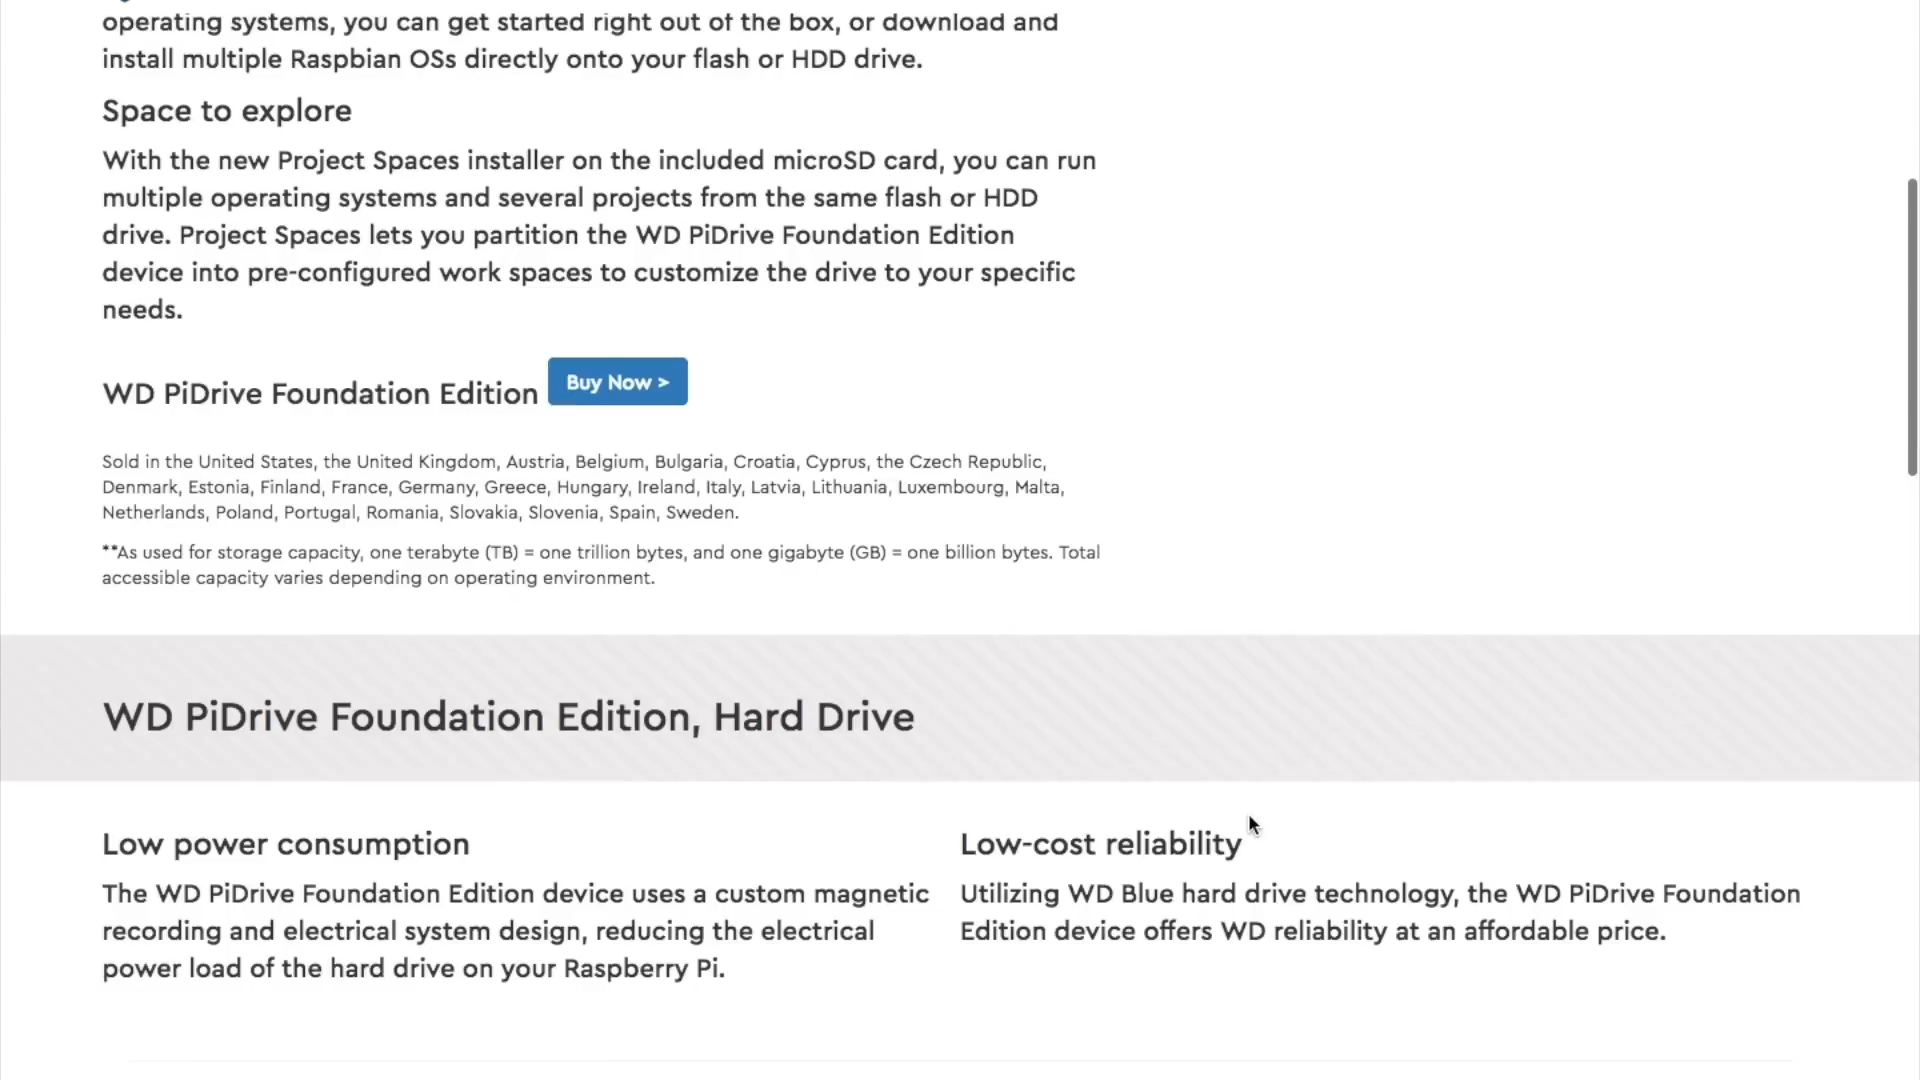 operating systems, you can get started right out of the box, or download and
install multiple Raspbian OSs directly onto your flash or HDD drive.
Space to explore
With the new Project Spaces installer on the included microSD card, you can run
multiple operating systems and several projects from the same flash or HDD
drive. Project Spaces lets you partition the WD PiDrive Foundation Edition
device into pre-configured work spaces to customize the drive to your specific
needs.
WD PiDrive Foundation Edition Buy Now >
Sold in the United States, the United Kingdom, Austria, Belgium, Bulgaria, Croatia, Cyprus, the Czech Republic,
Denmark, Estonia, Finland, France, Germany, Greece, Hungary, Ireland, Italy, Latvia, Lithuania, Luxembourg, Malta,
Netherlands, Poland, Portugal, Romania, Slovakia, Slovenia, Spain, Sweden.
**As used for storage capacity, one terabyte (TB) = one trillion bytes, and one gigabyte (GB) = one billion bytes. Total
accessible capacity varies depending on operating environment.
WD PiDrive Foundation Edition, Hard Drive
Low power consumption
The WD PiDrive Foundation Edition device uses a custom magnetic
recording and electrical system design, reducing the electrical
power load of the hard drive on your Raspberry Pi.
Low-cost reliability
Utilizing WD Blue hard drive technology, the WD PiDrive Foundation
Edition device offers WD reliability at an affordable price.